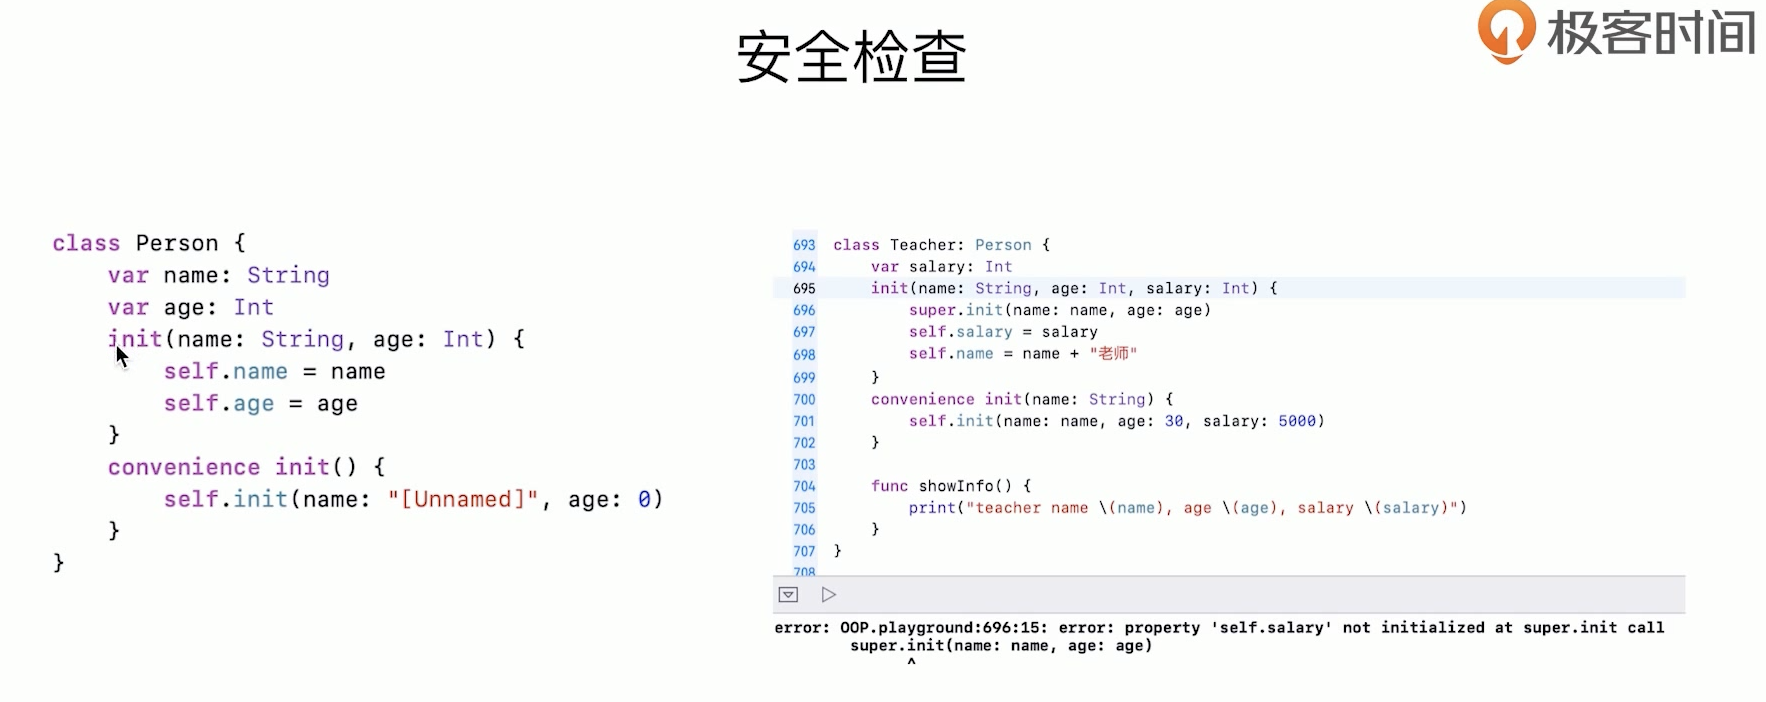 安全检查
极客时间
class Person {
    var name: String
    var age: Int
    init(name: String, age: Int) {
        self.name = name
        self.age = age
    }
    convenience init() {
        self.init(name: "[Unnamed]", age: 0)
    }
}
693 class Teacher: Person {
694     var salary: Int
695     init(name: String, age: Int, salary: Int) {
696         super.init(name: name, age: age)
697         self.salary = salary
698         self.name = name + "老师"
699     }
700     convenience init(name: String) {
701         self.init(name: name, age: 30, salary: 5000)
702     }
703
704     func showInfo() {
705         print("teacher name \(name), age \(age), salary \(salary)")
706     }
707 }
708
error: OOP.playground:696:15: error: property 'self.salary' not initialized at super.init call
        super.init(name: name, age: age)
              ^